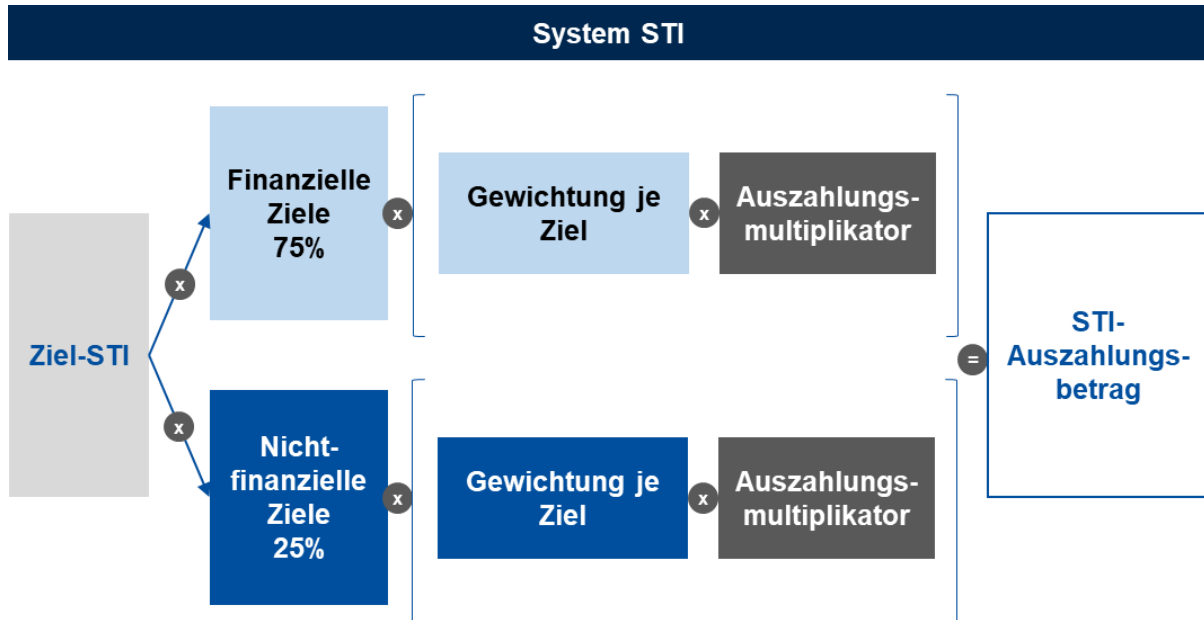 System STI
Ziel-STI
x
x
Finanzielle
Ziele
75%
x
Gewichtung je
Ziel
x
Auszahlungs-
multiplikator
Nicht-
finanzielle
Ziele
25%
x
Gewichtung je
Ziel
x
Auszahlungs-
multiplikator
=
STI-
Auszahlungs-
betrag